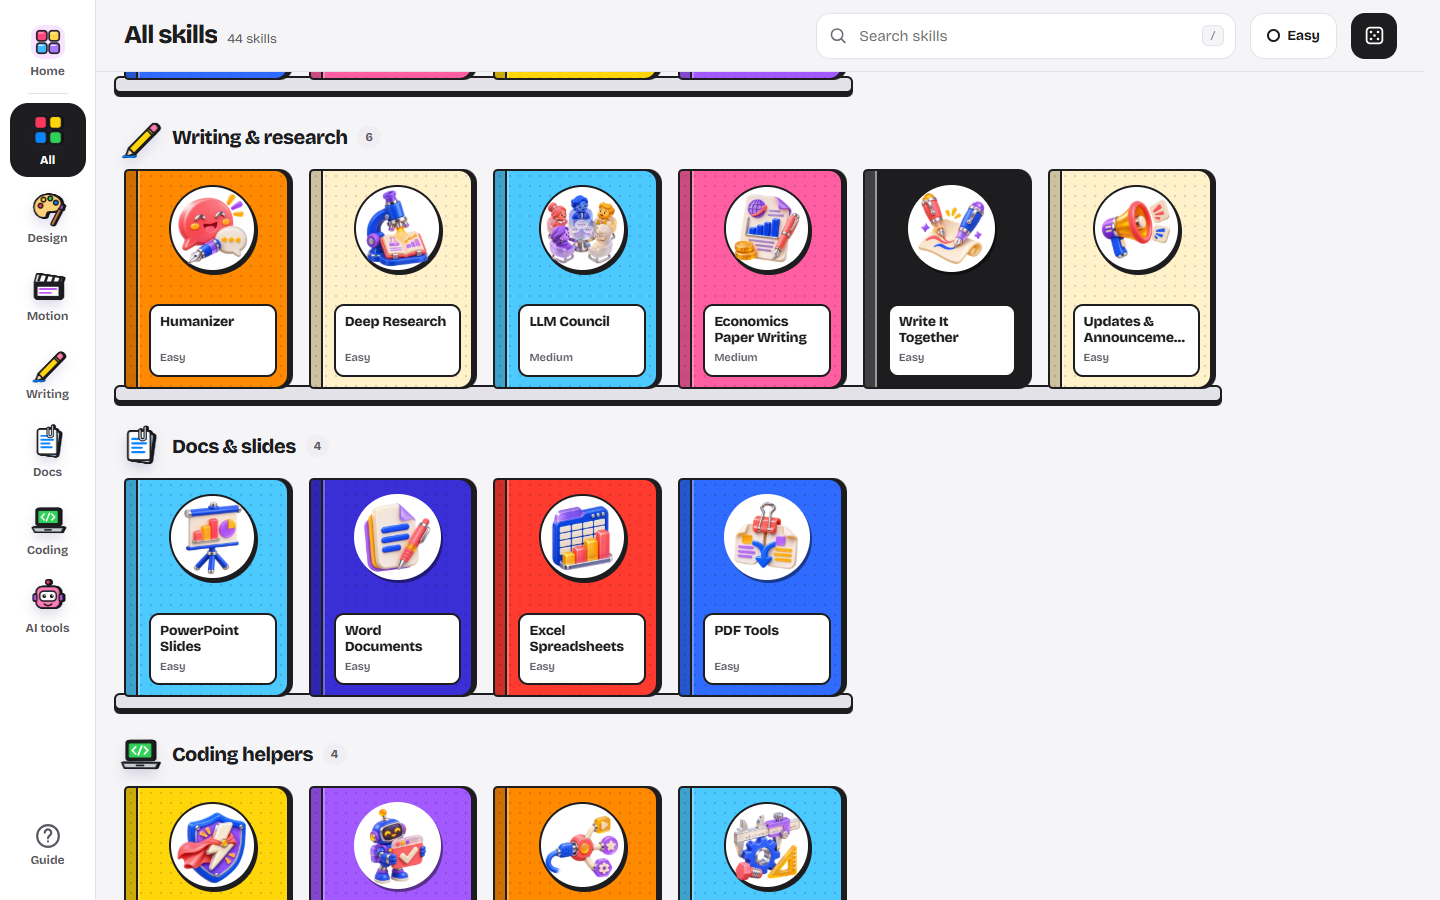 Home
All
Design
Motion
Writing
Docs
Coding
AI tools
Guide
All skills 44 skills
Search skills /
Easy
Writing & research 6
Humanizer
Easy
Deep Research
Easy
LLM Council
Medium
Economics
Paper Writing
Medium
Write It
Together
Easy
Updates &
Announceme...
Easy
Docs & slides 4
PowerPoint
Slides
Easy
Word
Documents
Easy
Excel
Spreadsheets
Easy
PDF Tools
Easy
Coding helpers 4